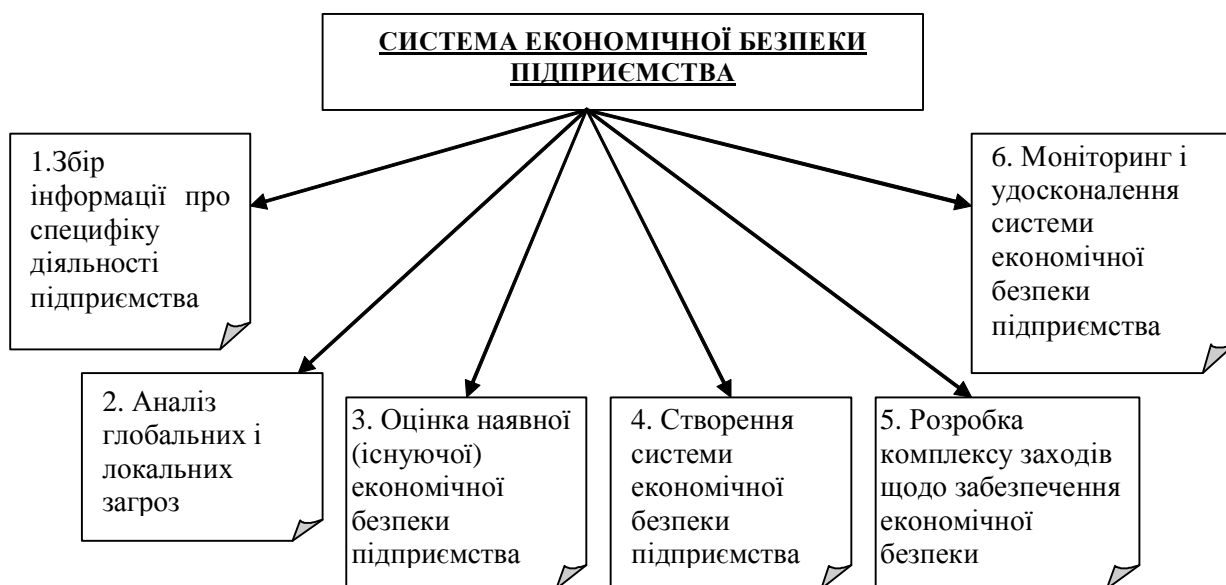 СИСТЕМА ЕКОНОМІЧНОЇ БЕЗПЕКИ
ПІДПРИЄМСТВА
1.Збір
інформації про
специфіку
діяльності
підприємства
2. Аналіз
глобальних і
локальних
загроз
3. Оцінка наявної
(існуючої)
економічної
безпеки
підприємства
4. Створення
системи
економічної
безпеки
підприємства
5. Розробка
комплексу заходів
щодо забезпечення
економічної
безпеки
6. Моніторинг і
удосконалення
системи
економічної
безпеки
підприємства